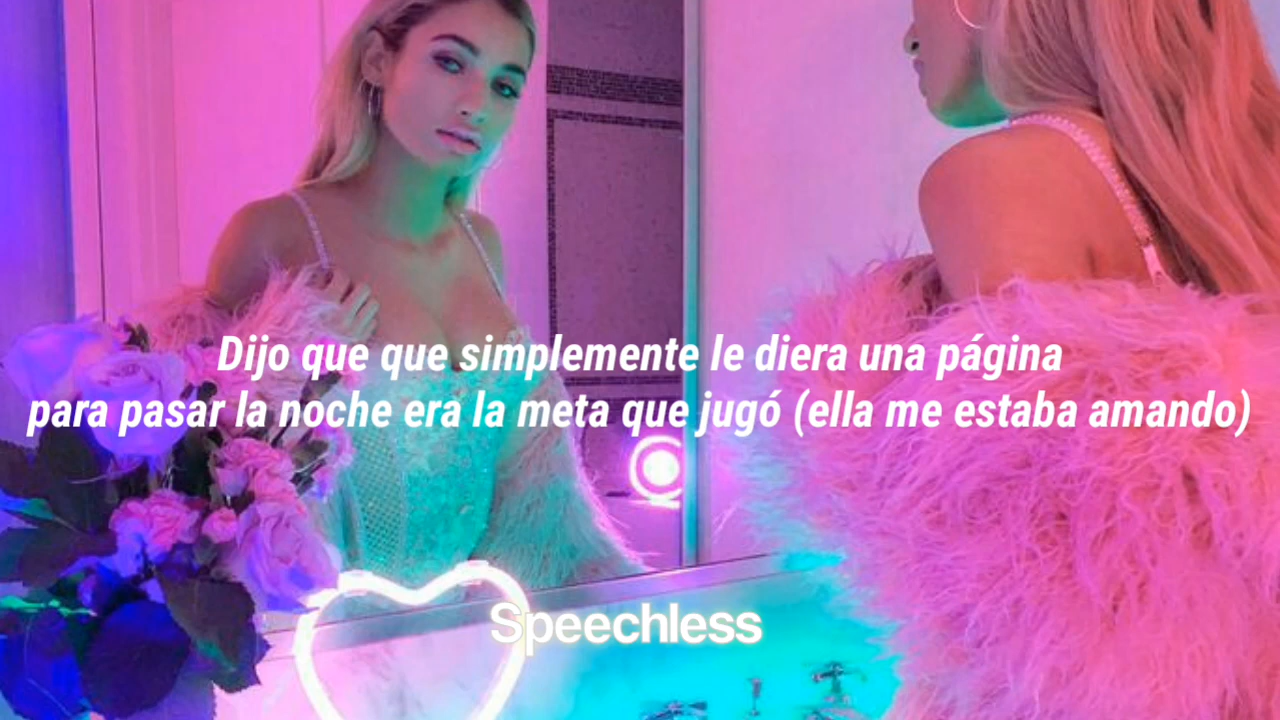 Dijo que que simplemente le diera una página
para pasar la noche era la meta que jugó (ella me estaba amando)
Speechless